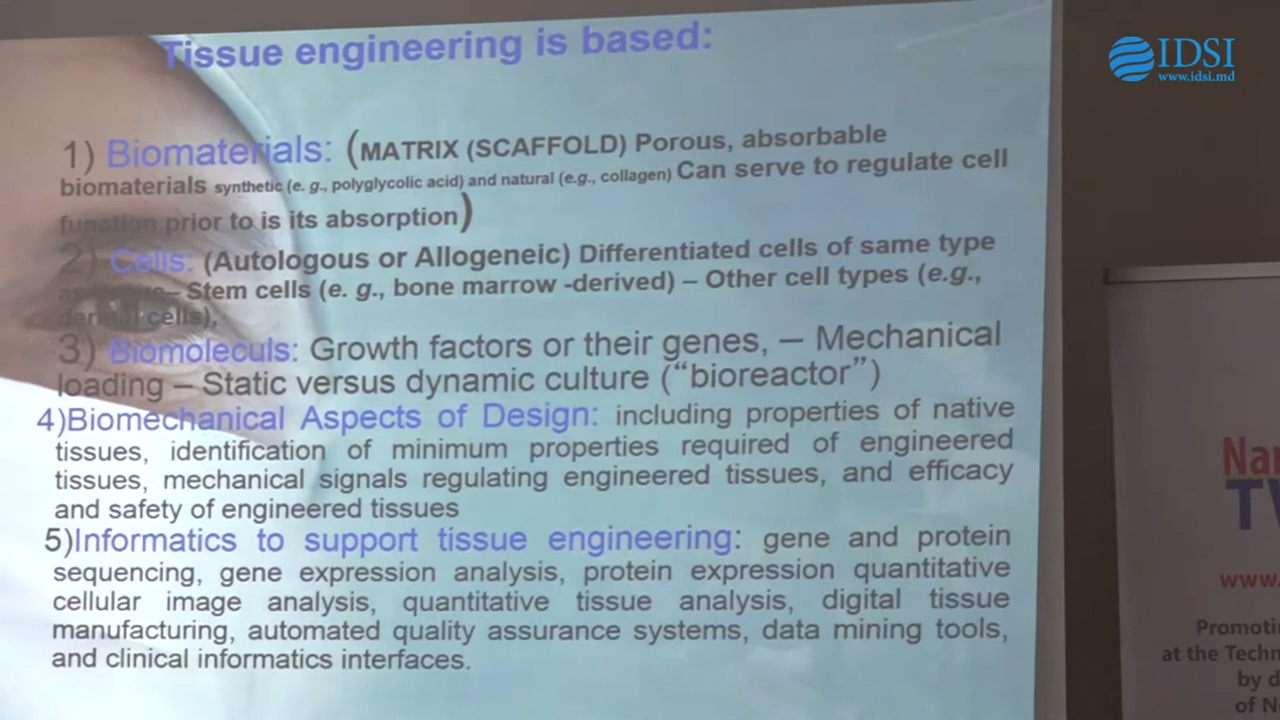 Tissue engineering is based:
IDSI
www.idsi.md
1) Biomaterials: (MATRIX (SCAFFOLD) Porous, absorbable
biomaterials synthetic (e. g., polyglycolic acid) and natural (e.g., collagen) Can serve to regulate cell
function prior to is its absorption)
2) Cells: (Autologous or Allogeneic) Differentiated cells of same type
– Stem cells (e. g., bone marrow -derived) – Other cell types (e.g.,
dermal cells),
3) Biomoleculs: Growth factors or their genes, – Mechanical
loading – Static versus dynamic culture (“bioreactor”)
4)Biomechanical Aspects of Design: including properties of native
tissues, identification of minimum properties required of engineered
tissues, mechanical signals regulating engineered tissues, and efficacy
and safety of engineered tissues
5)Informatics to support tissue engineering: gene and protein
sequencing, gene expression analysis, protein expression quantitative
cellular image analysis, quantitative tissue analysis, digital tissue
manufacturing, automated quality assurance systems, data mining tools,
and clinical informatics interfaces.
Nan
TW
www.
Promoti
at the Techn
by d
of N